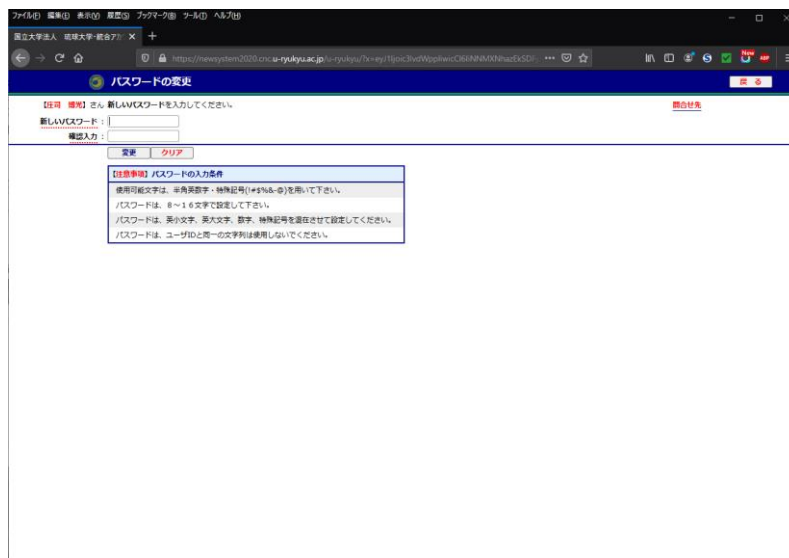 ファイル(F) 編集(E) 表示(V) 履歴(S) ブックマーク(B) ツール(T) ヘルプ(H)
国立大学法人 琉球大学-統合アカ
https://newsystem2020.cnc.u-ryukyu.ac.jp/u-ryukyu/?x=
New
ABP
パスワードの変更
戻 る
【庄司 博光】さん 新しいパスワードを入力してください。
問合せ先
新しいパスワード :
確認入力 :
変更 クリア
【注意事項】パスワードの入力条件
使用可能文字は、半角英数字・特殊記号(!#$%&-@)を用いて下さい。
パスワードは、8~16文字で設定して下さい。
パスワードは、英小文字、英大文字、数字、特殊記号を混在させて設定してください。
パスワードは、ユーザIDと同一の文字列は使用しないでください。